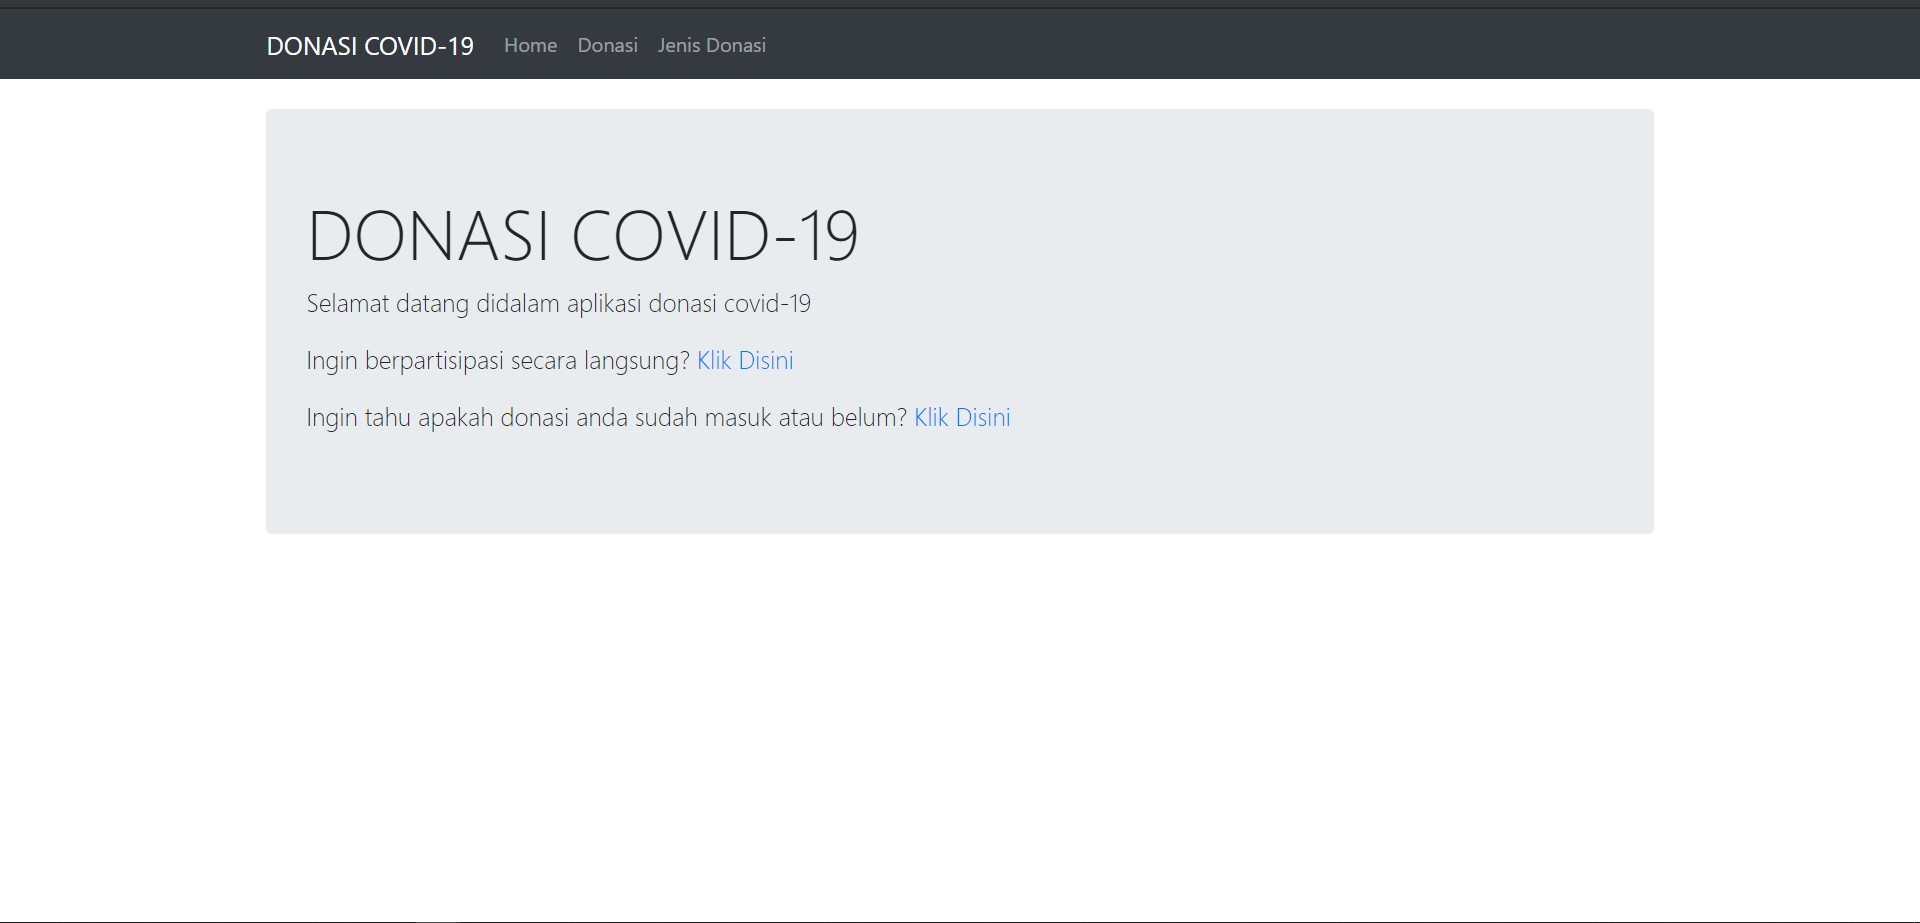 DONASI COVID-19 Home Donasi Jenis Donasi
DONASI COVID-19
Selamat datang didalam aplikasi donasi covid-19
Ingin berpartisipasi secara langsung? Klik Disini
Ingin tahu apakah donasi anda sudah masuk atau belum? Klik Disini